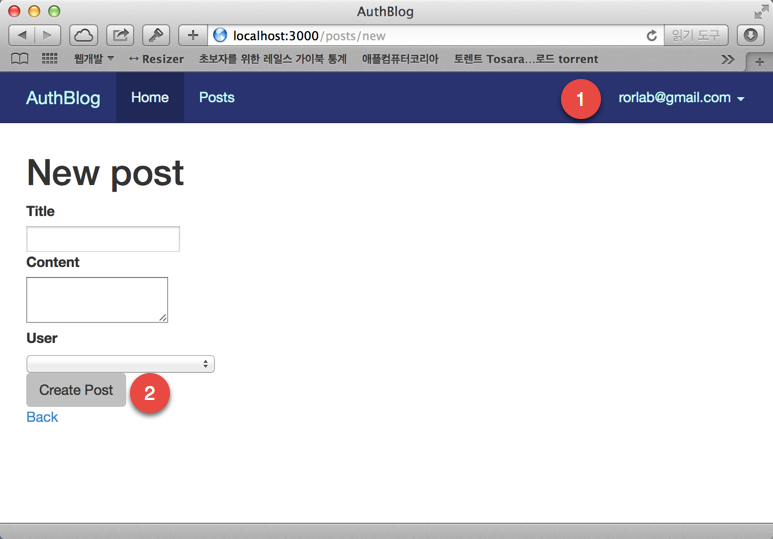 AuthBlog
localhost:3000/posts/new
읽기 도구
웹개발 Resizer 초보자를 위한 레일스 가이북 통계 애플컴퓨터코리아 토렌트 Tosara...로드 torrent
AuthBlog Home Posts 1 rorlab@gmail.com
New post
Title
Content
User
Create Post 2
Back